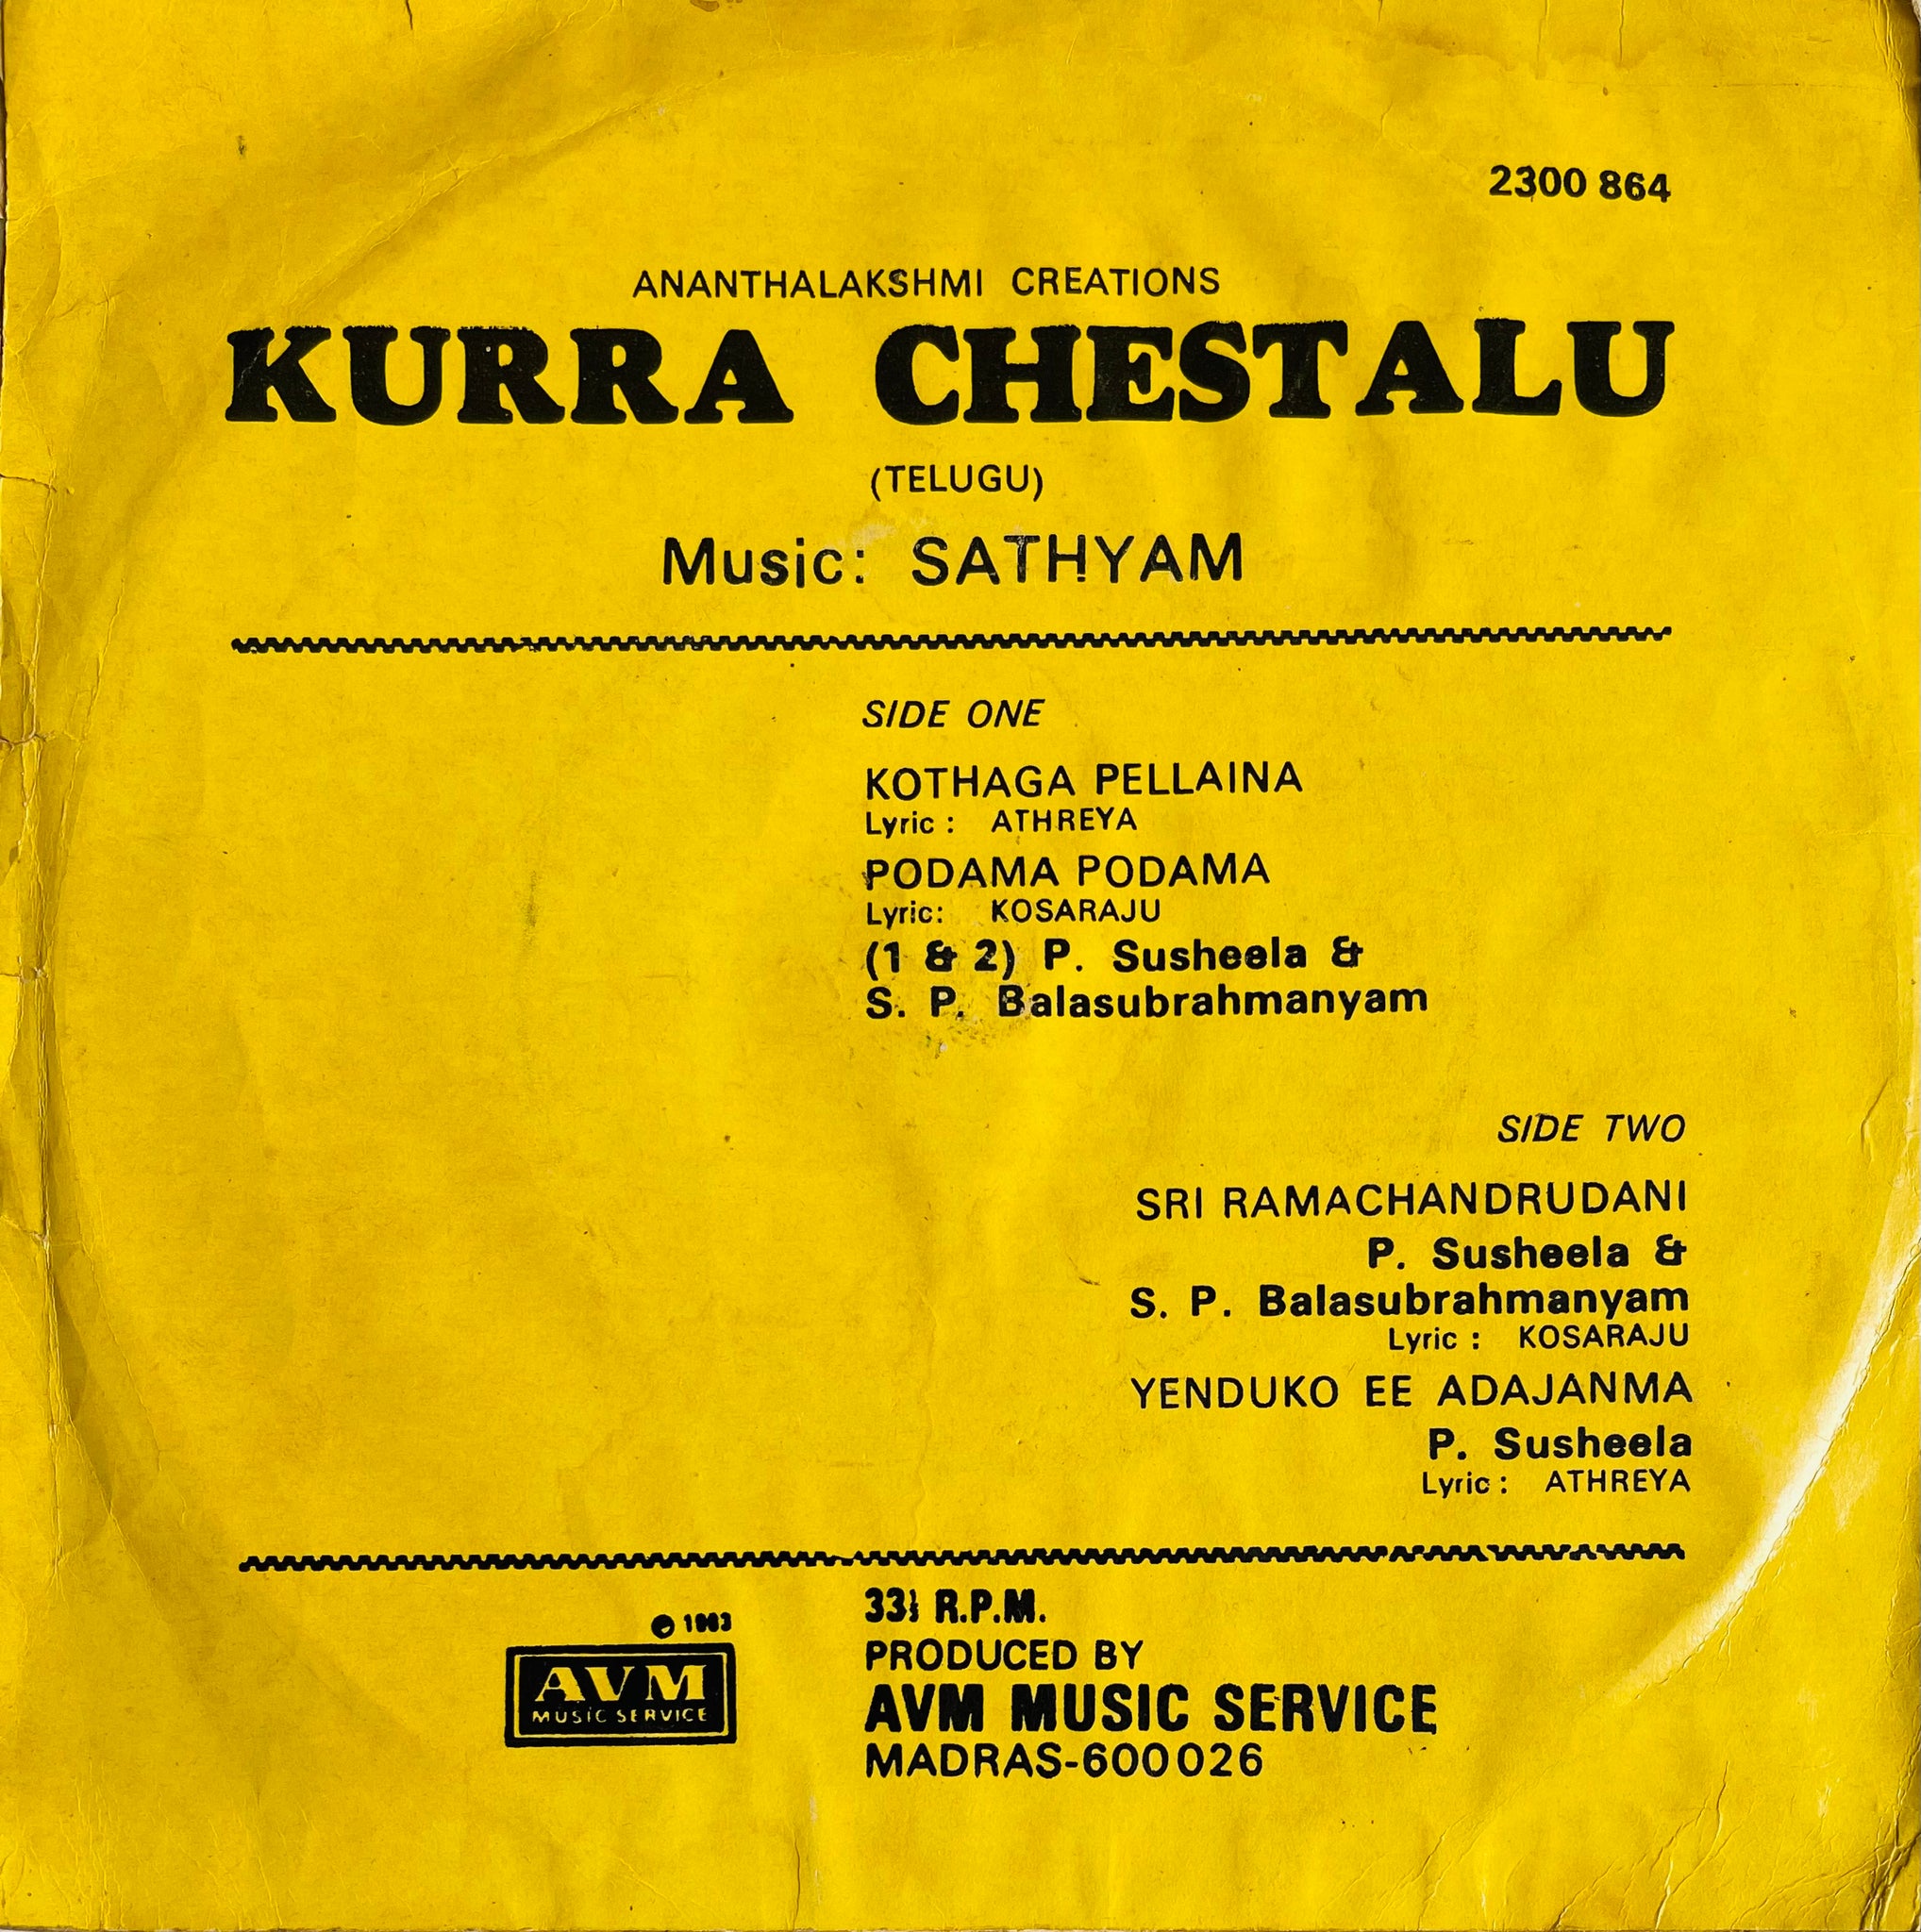 2300 864
ANANTHALAKSHMI CREATIONS
KURRA CHESTALU
(TELUGU)
Music: SATHYAM
SIDE ONE
KOTHAGA PELLAINA
Lyric : ATHREYA
PODAMA PODAMA
Lyric: KOSARAJU
(1 & 2) P. Susheela &
S. P. Balasubrahmanyam
SIDE TWO
SRI RAMACHANDRUDANI
P. Susheela &
S. P. Balasubrahmanyam
Lyric : KOSARAJU
YENDUKO EE ADAJANMA
P. Susheela
Lyric : ATHREYA
1983
AVM
MUSIC SERVICE
33⅓ R.P.M.
PRODUCED BY
AVM MUSIC SERVICE
MADRAS-600026